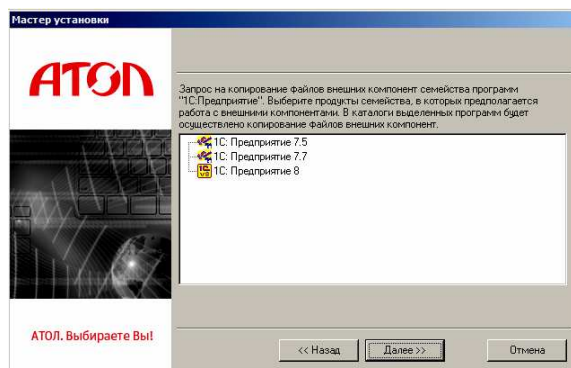 Мастер установки
АТОЛ
Запрос на копирование файлов внешних компонент семейства программ
"1С:Предприятие". Выберите продукты семейства, в которых предполагается
работа с внешними компонентами. В каталоги выделенных программ будет
осуществлено копирование файлов внешних компонент.
1С: Предприятие 7.5
1С: Предприятие 7.7
1С: Предприятие 8
АТОЛ. Выбираете Вы!
<< Назад
Далее >>
Отмена